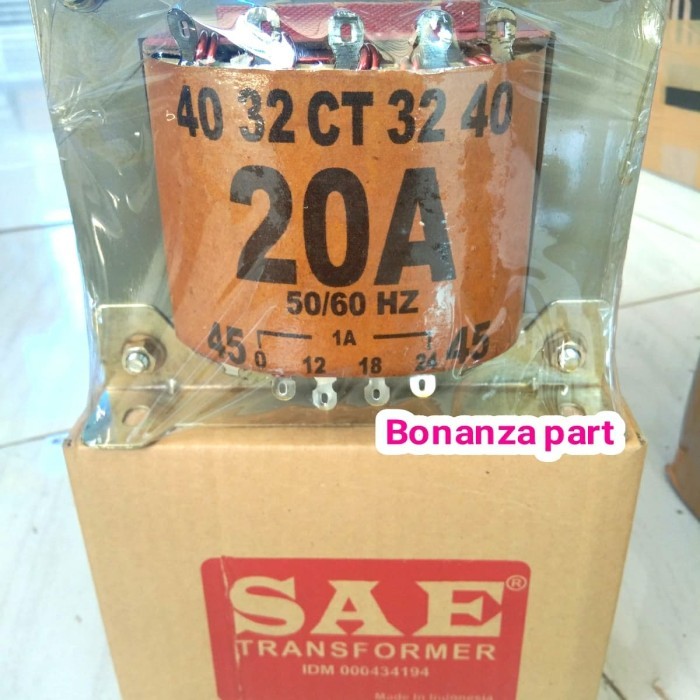 40 32 CT 32 40
20A
50/60 HZ
45 1A 45
0 12 18 24
Bonanza part
SAE®
TRANSFORMER
IDM 000434194
Made In Indonesia